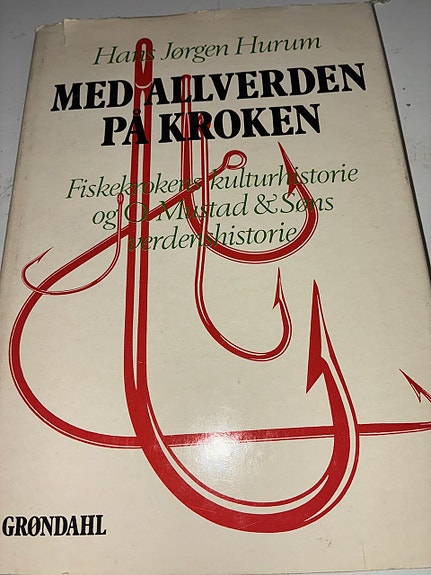 Hans Jørgen Hurum
MED ALLVERDEN
PÅ KROKEN
Fiskekrokens kulturhistorie
og O. Mustad & Søns
verdenshistorie
GRØNDAHL